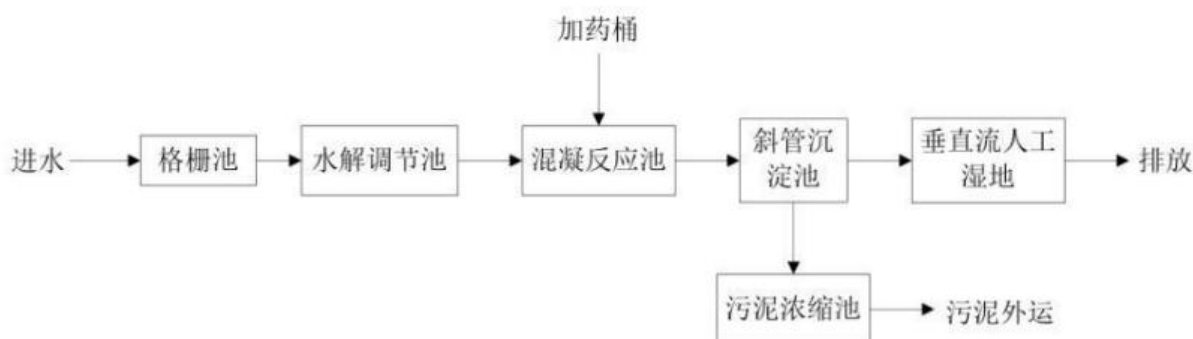 加药桶
进水
格栅池
水解调节池
混凝反应池
斜管沉
淀池
垂直流人工
湿地
排放
污泥浓缩池
污泥外运